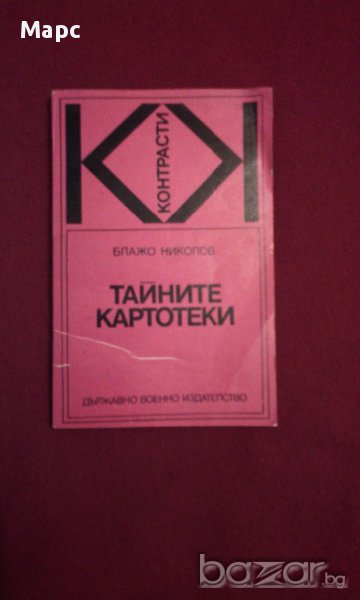 Марс
КОНТРАСТИ
БЛАЖО НИКОЛОВ
ТАЙНИТЕ
КАРТОТЕКИ
ДЪРЖАВНО ВОЕННО ИЗДАТЕЛСТВО
bazar.bg